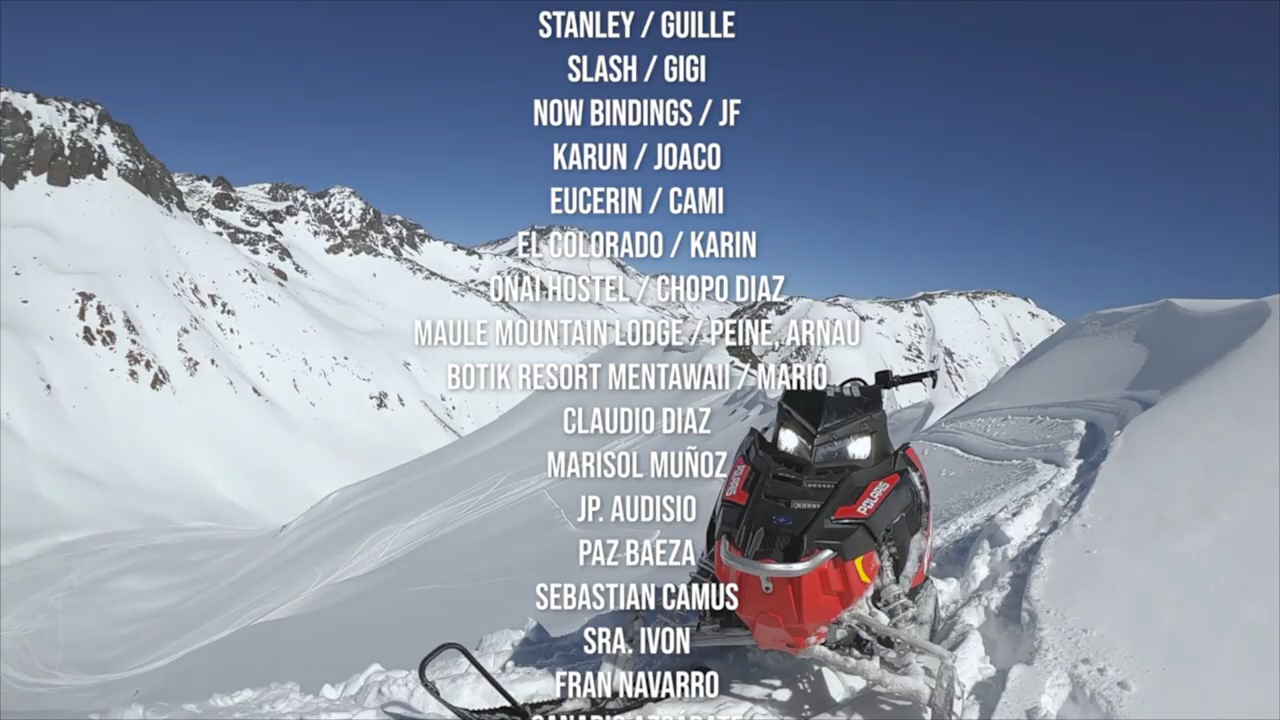 STANLEY / GUILLE
SLASH / GIGI
NOW BINDINGS / JF
KARUN / JOACO
EUCERIN / CAMI
EL COLORADO / KARIN
ONAI HOSTEL / CHOPO DIAZ
MAULE MOUNTAIN LODGE / PEINE, ARNAU
BOTIK RESORT MENTAWAII / MARIO
CLAUDIO DIAZ
MARISOL MUÑOZ
JP. AUDISIO
PAZ BAEZA
SEBASTIAN CAMUS
SRA. IVON
FRAN NAVARRO
POLARIS
POLARIS